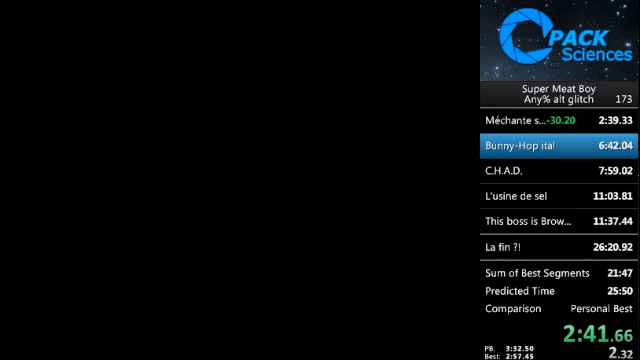 PACK
Sciences
Super Meat Boy
Any% alt glitch 173
Méchante s...-30.20 2:39.33
Bunny-Hop ital 6:42.04
C.H.A.D. 7:59.02
L'usine de sel 11:03.81
This boss is Brow... 11:37.44
La fin ?! 26:20.92
Sum of Best Segments 21:47
Predicted Time 25:50
Comparison Personal Best
2:41.66
PB: 3:32.50
Best: 2:57.45 2.32